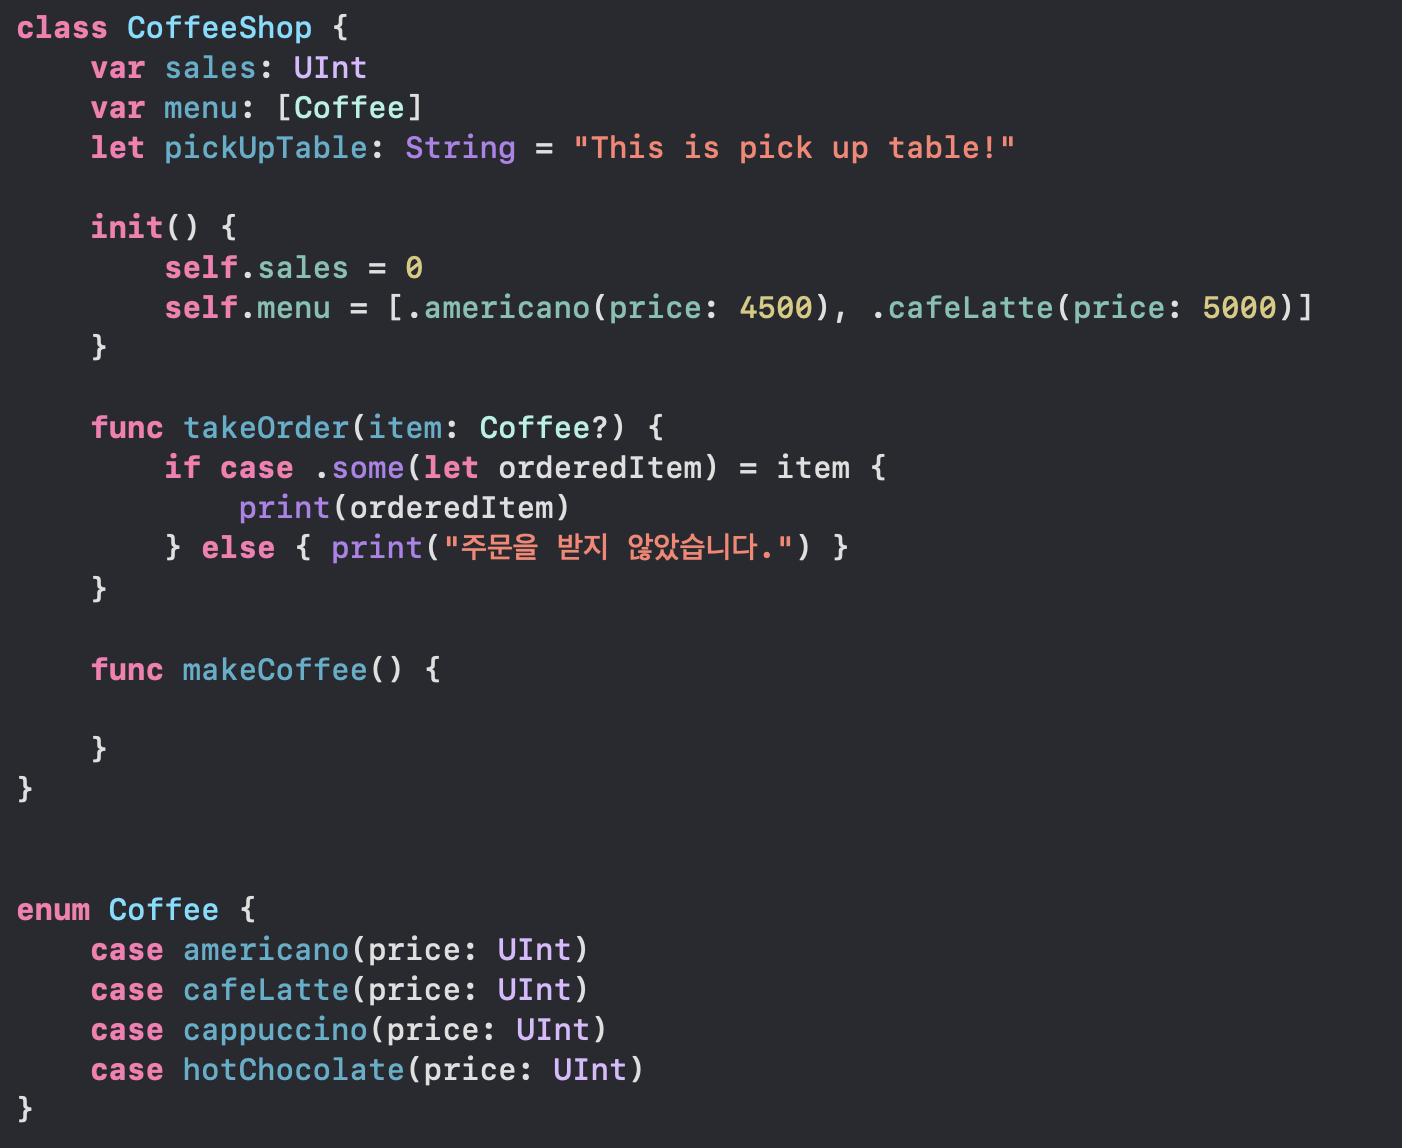 class CoffeeShop {
    var sales: UInt
    var menu: [Coffee]
    let pickUpTable: String = "This is pick up table!"

    init() {
        self.sales = 0
        self.menu = [.americano(price: 4500), .cafeLatte(price: 5000)]
    }

    func takeOrder(item: Coffee?) {
        if case .some(let orderedItem) = item {
            print(orderedItem)
        } else { print("주문을 받지 않았습니다.") }
    }

    func makeCoffee() {

    }
}

enum Coffee {
    case americano(price: UInt)
    case cafeLatte(price: UInt)
    case cappuccino(price: UInt)
    case hotChocolate(price: UInt)
}